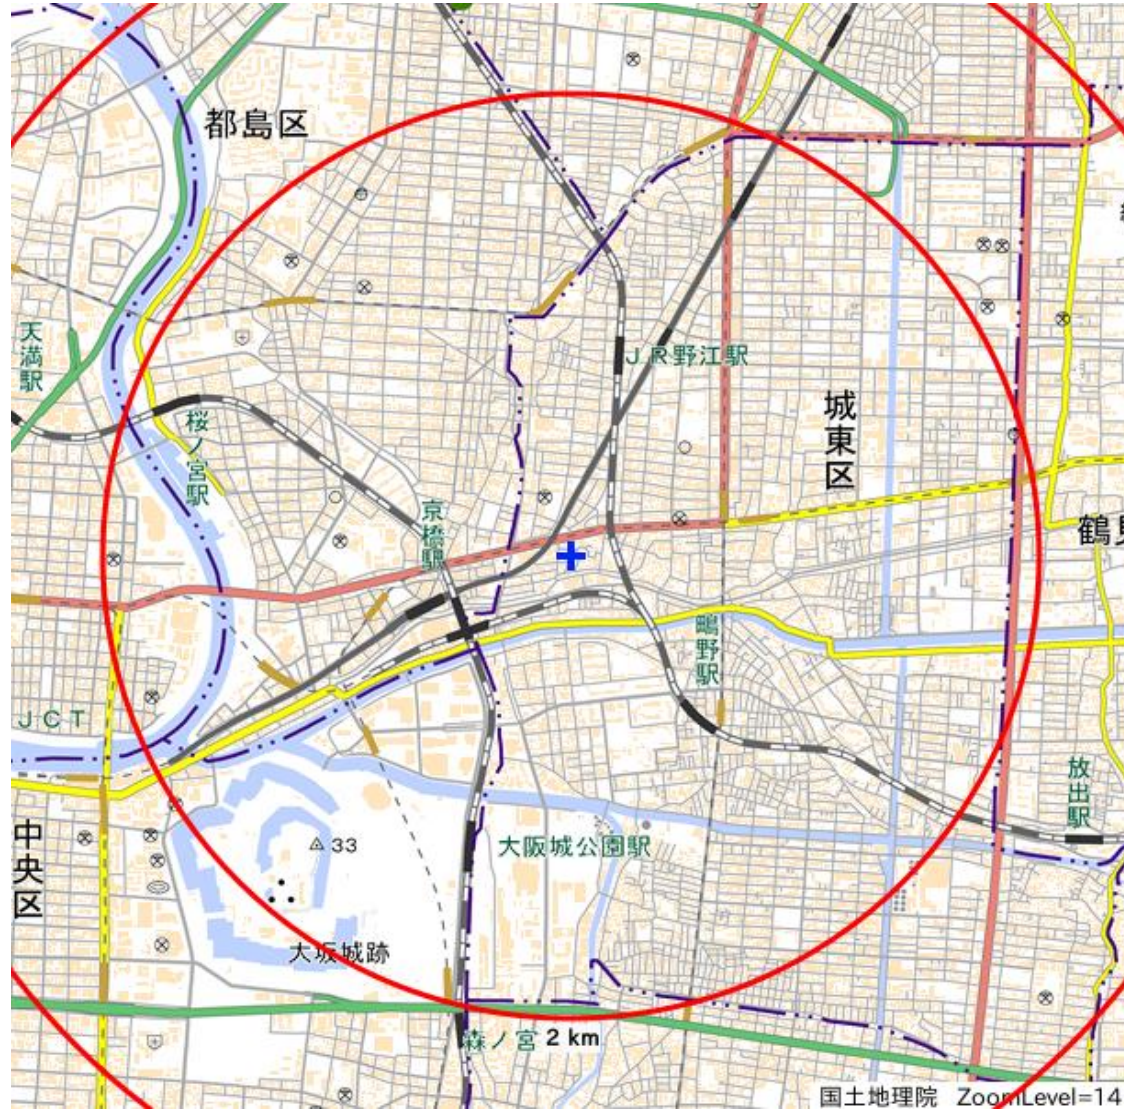 都島区
天満駅
JR野江駅
城東区
桜ノ宮駅
京橋駅
鶴見
鴫野駅
JCT
放出駅
中央区
33
大阪城公園駅
大坂城跡
森ノ宮
2 km
国土地理院 ZoomLevel=14